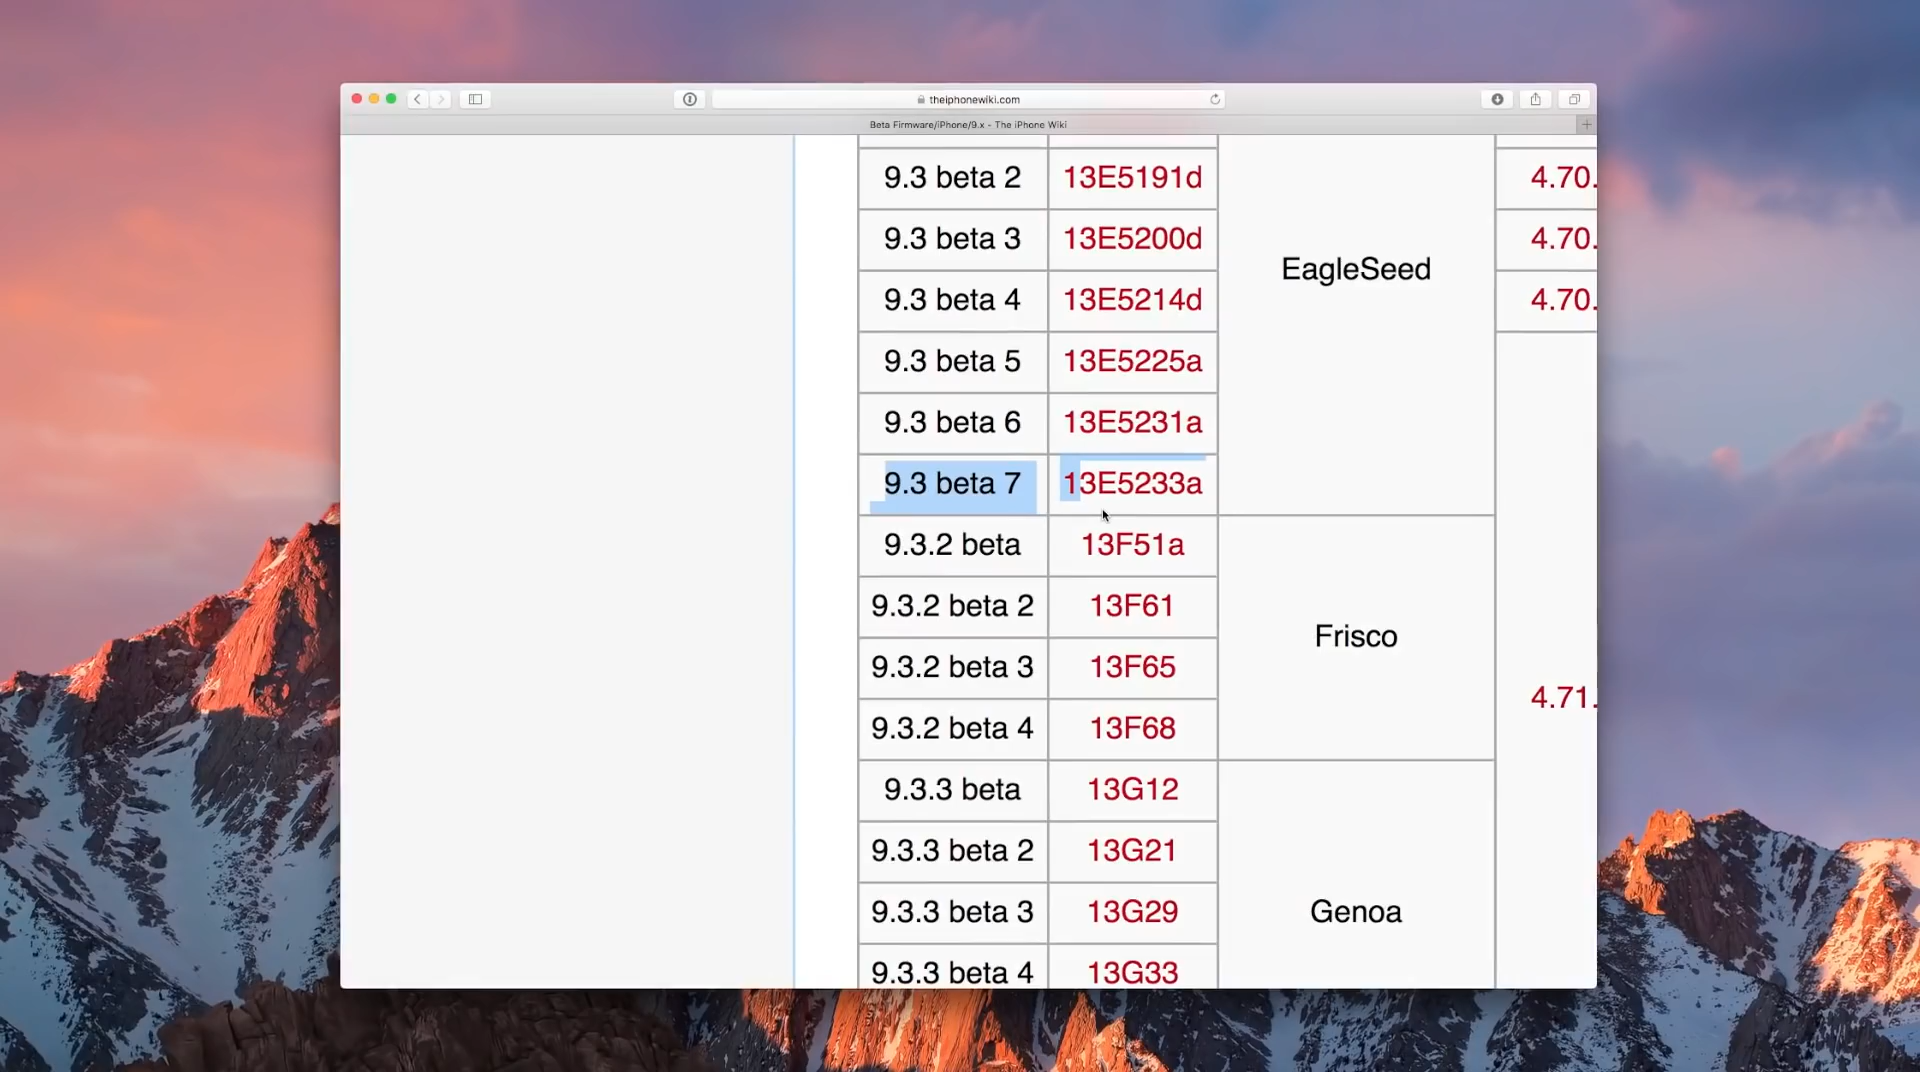 theiphonewiki.com
Beta Firmware/iPhone/9.x - The iPhone Wiki
9.3 beta 2 13E5191d 4.70.
9.3 beta 3 13E5200d EagleSeed 4.70.
9.3 beta 4 13E5214d 4.70.
9.3 beta 5 13E5225a
9.3 beta 6 13E5231a
9.3 beta 7 13E5233a
9.3.2 beta 13F51a
9.3.2 beta 2 13F61 Frisco
9.3.2 beta 3 13F65 4.71.
9.3.2 beta 4 13F68
9.3.3 beta 13G12
9.3.3 beta 2 13G21
9.3.3 beta 3 13G29 Genoa
9.3.3 beta 4 13G33